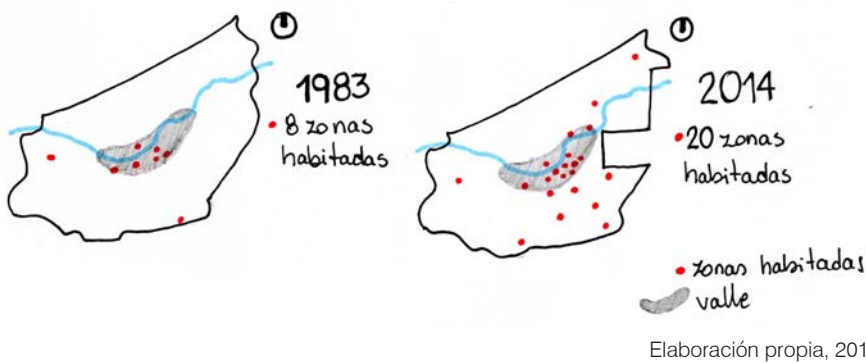 1983
8 zonas
habitadas
2014
20 zonas
habitadas
zonas habitadas
valle
Elaboración propia, 201